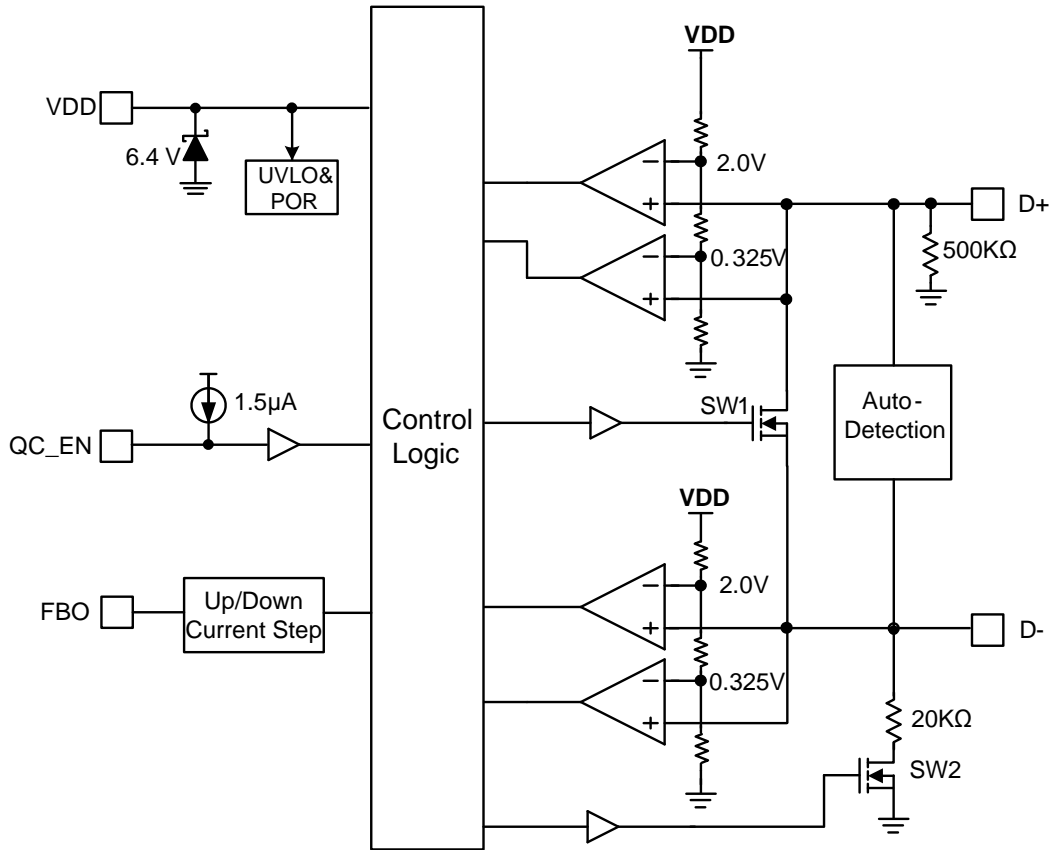 VDD
VDD
6.4 V
UVLO&
POR
2.0V
D+
0.325V
500KΩ
1.5µA
Control
Logic
SW1
Auto-
Detection
QC_EN
VDD
FBO
Up/Down
Current Step
2.0V
D-
0.325V
20KΩ
SW2